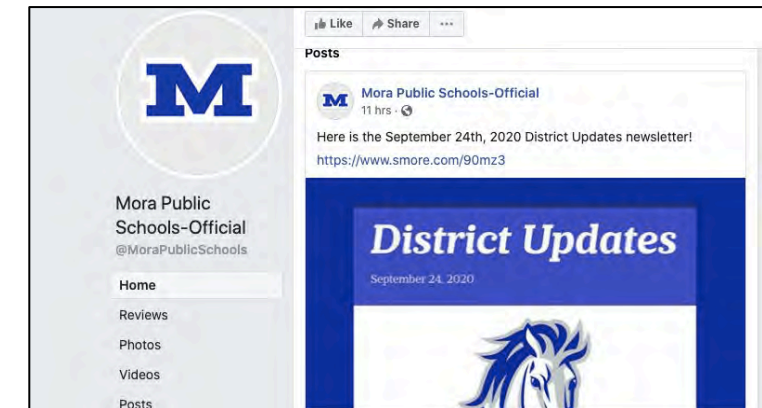 M
Mora Public
Schools-Official
@MoraPublicSchools
Home
Reviews
Photos
Videos
Posts
Like Share ...
Posts
M
Mora Public Schools-Official
11 hrs ·
Here is the September 24th, 2020 District Updates newsletter!
https://www.smore.com/90mz3
District Updates
September 24, 2020